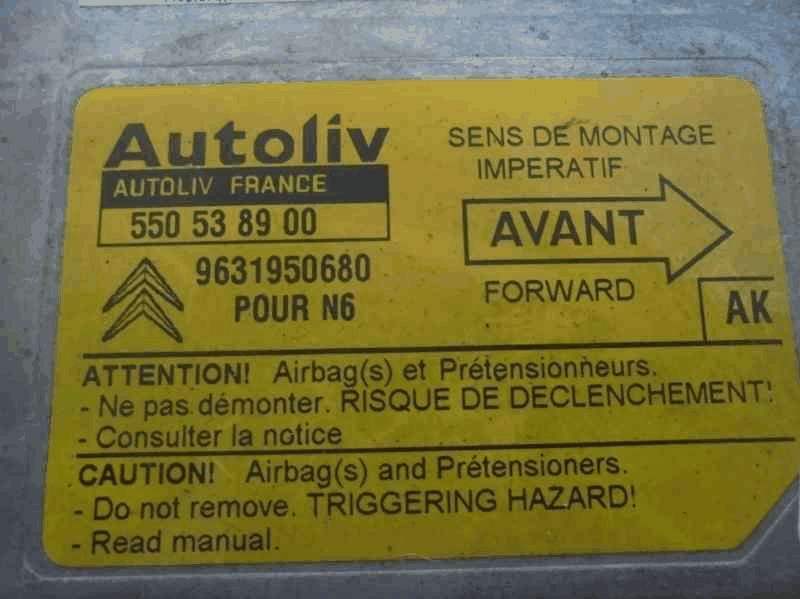 Autoliv
AUTOLIV FRANCE
550 53 89 00
9631950680
POUR N6
SENS DE MONTAGE
IMPERATIF
AVANT
FORWARD
AK
ATTENTION! Airbag(s) et Prétensionneurs.
- Ne pas démonter. RISQUE DE DECLENCHEMENT!
- Consulter la notice
CAUTION! Airbag(s) and Prétensioners.
- Do not remove. TRIGGERING HAZARD!
- Read manual.